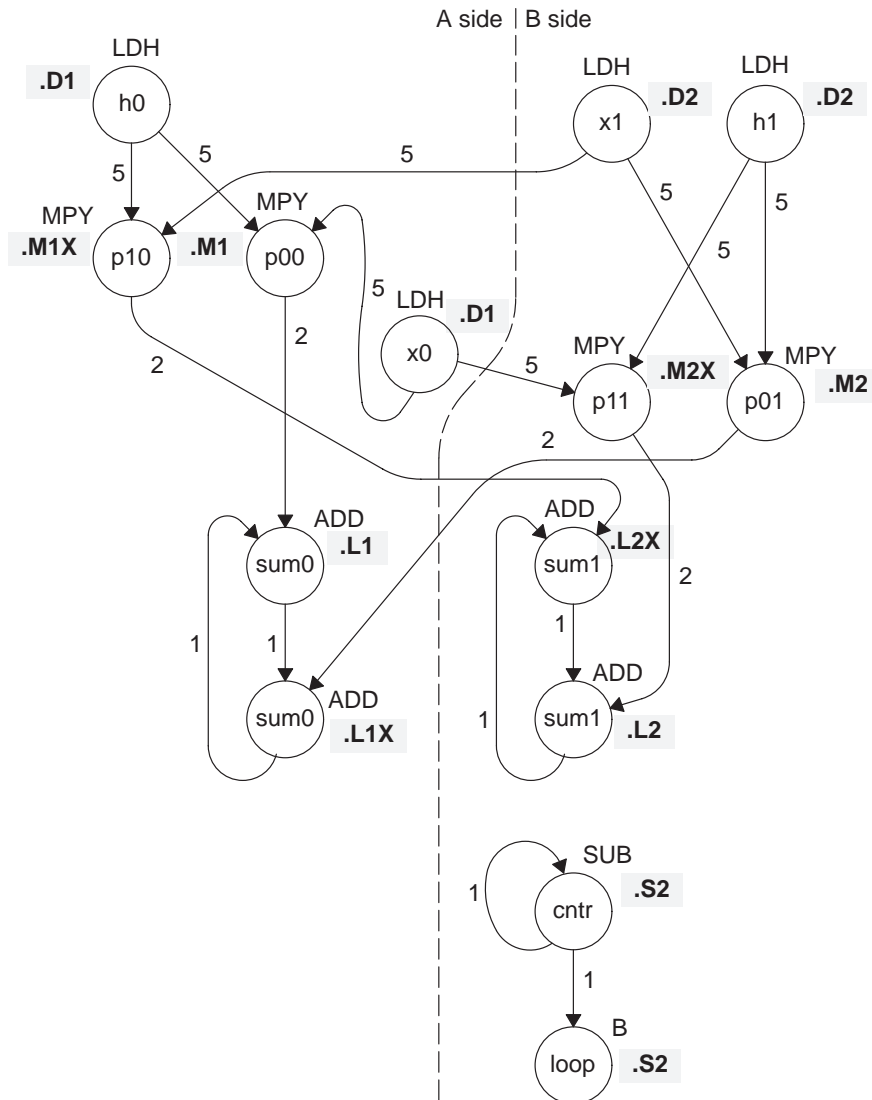 A side B side
LDH
.D1
h0
LDH
.D2
x1
LDH
.D2
h1
5
5
5
5
5
5
MPY
.M1X
p10
MPY
.M1
p00
5
LDH
.D1
x0
5
2
2
MPY
.M2X
p11
MPY
.M2
p01
2
ADD
.L1
sum0
ADD
.L2X
sum1
2
1
1
1
ADD
.L1X
sum0
1
ADD
.L2
sum1
SUB
.S2
1
cntr
1
B
.S2
loop